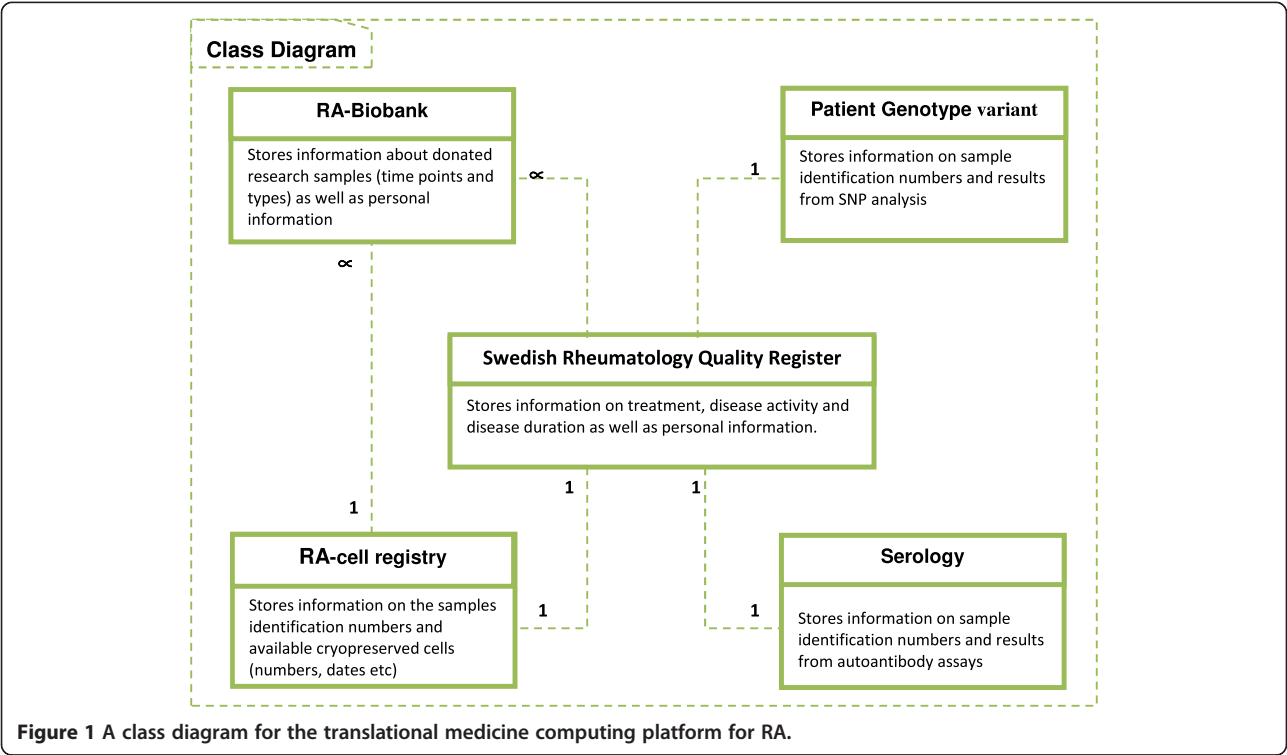 Class Diagram
RA-Biobank
Stores information about donated
research samples (time points and
types) as well as personal
information
∝
∝
Patient Genotype variant
Stores information on sample
identification numbers and results
from SNP analysis
1
Swedish Rheumatology Quality Register
Stores information on treatment, disease activity and
disease duration as well as personal information.
1
1
1
RA-cell registry
Stores information on the samples
identification numbers and
available cryopreserved cells
(numbers, dates etc)
1
Serology
Stores information on sample
identification numbers and results
from autoantibody assays
1
Figure 1 A class diagram for the translational medicine computing platform for RA.